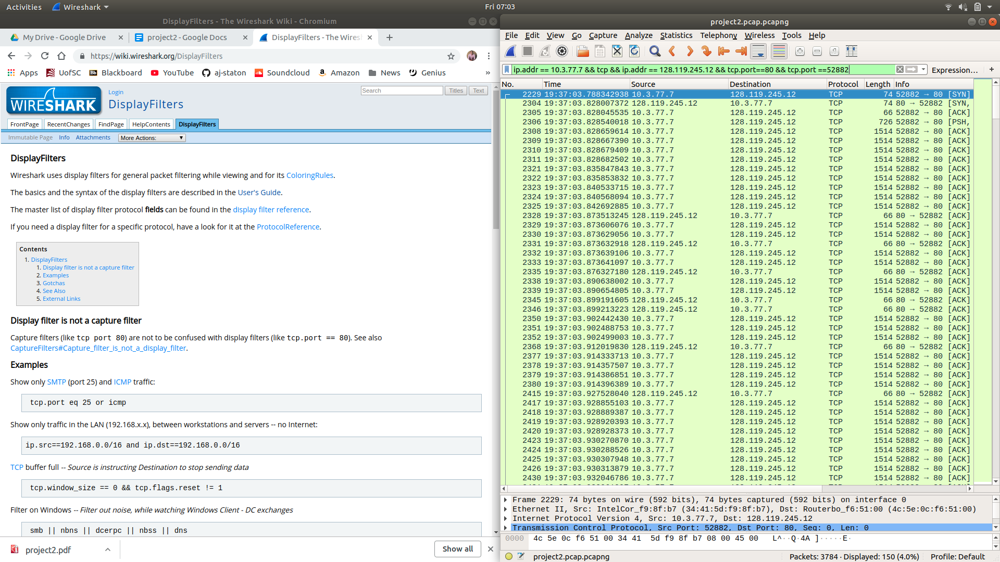 Activities Wireshark Fri 07:03
DisplayFilters - The Wireshark Wiki - Chromium
My Drive - Google Drive project2 - Google Docs DisplayFilters - The Wires
https://wiki.wireshark.org/DisplayFilters
Apps UofSC Blackboard YouTube aj-staton Soundcloud Amazon News Genius »
WIRESHARK
Login
DisplayFilters
Search Titles Text
FrontPage RecentChanges FindPage HelpContents DisplayFilters
Immutable Page Info Attachments More Actions:
DisplayFilters
Wireshark uses display filters for general packet filtering while viewing and for its ColoringRules.
The basics and the syntax of the display filters are described in the User's Guide.
The master list of display filter protocol fields can be found in the display filter reference.
If you need a display filter for a specific protocol, have a look for it at the ProtocolReference.
Contents
1. DisplayFilters
1. Display filter is not a capture filter
2. Examples
3. Gotchas
4. See Also
5. External Links
Display filter is not a capture filter
Capture filters (like tcp port 80) are not to be confused with display filters (like tcp.port == 80). See also
CaptureFilters#Capture_filter_is_not_a_display_filter.
Examples
Show only SMTP (port 25) and ICMP traffic:
tcp.port eq 25 or icmp
Show only traffic in the LAN (192.168.x.x), between workstations and servers -- no Internet:
ip.src==192.168.0.0/16 and ip.dst==192.168.0.0/16
TCP buffer full -- Source is instructing Destination to stop sending data
tcp.window_size == 0 && tcp.flags.reset != 1
Filter on Windows -- Filter out noise, while watching Windows Client - DC exchanges
smb || nbns || dcerpc || nbss || dns
project2.pdf Show all
project2.pcap.pcapng
File Edit View Go Capture Analyze Statistics Telephony Wireless Tools Help
ip.addr == 10.3.77.7 && tcp && ip.addr == 128.119.245.12 && tcp.port==80 && tcp.port ==52882 Expression… +
No. Time Source Destination Protocol Length Info
2229 19:37:03.788342938 10.3.77.7 128.119.245.12 TCP 74 52882 → 80 [SYN]
2304 19:37:03.828007372 128.119.245.12 10.3.77.7 TCP 74 80 → 52882 [SYN,
2305 19:37:03.828045535 10.3.77.7 128.119.245.12 TCP 66 52882 → 80 [ACK]
2306 19:37:03.828540018 10.3.77.7 128.119.245.12 TCP 726 52882 → 80 [PSH,
2308 19:37:03.828659614 10.3.77.7 128.119.245.12 TCP 1514 52882 → 80 [ACK]
2309 19:37:03.828667390 10.3.77.7 128.119.245.12 TCP 1514 52882 → 80 [ACK]
2310 19:37:03.828679409 10.3.77.7 128.119.245.12 TCP 1514 52882 → 80 [ACK]
2311 19:37:03.828682502 10.3.77.7 128.119.245.12 TCP 1514 52882 → 80 [ACK]
2321 19:37:03.835847843 10.3.77.7 128.119.245.12 TCP 1514 52882 → 80 [ACK]
2322 19:37:03.835853832 10.3.77.7 128.119.245.12 TCP 1514 52882 → 80 [ACK]
2323 19:37:03.840533715 10.3.77.7 128.119.245.12 TCP 1514 52882 → 80 [ACK]
2324 19:37:03.840568094 10.3.77.7 128.119.245.12 TCP 1514 52882 → 80 [ACK]
2325 19:37:03.842692885 10.3.77.7 128.119.245.12 TCP 1514 52882 → 80 [ACK]
2328 19:37:03.873513245 128.119.245.12 10.3.77.7 TCP 66 80 → 52882 [ACK]
2329 19:37:03.873606076 10.3.77.7 128.119.245.12 TCP 1514 52882 → 80 [ACK]
2330 19:37:03.873629056 10.3.77.7 128.119.245.12 TCP 1514 52882 → 80 [ACK]
2331 19:37:03.873632918 128.119.245.12 10.3.77.7 TCP 66 80 → 52882 [ACK]
2332 19:37:03.873639106 10.3.77.7 128.119.245.12 TCP 1514 52882 → 80 [ACK]
2333 19:37:03.873641097 10.3.77.7 128.119.245.12 TCP 1514 52882 → 80 [ACK]
2335 19:37:03.876327180 128.119.245.12 10.3.77.7 TCP 66 80 → 52882 [ACK]
2338 19:37:03.890638002 10.3.77.7 128.119.245.12 TCP 1514 52882 → 80 [ACK]
2339 19:37:03.890654805 10.3.77.7 128.119.245.12 TCP 1514 52882 → 80 [ACK]
2345 19:37:03.899191605 128.119.245.12 10.3.77.7 TCP 66 80 → 52882 [ACK]
2346 19:37:03.899213223 128.119.245.12 10.3.77.7 TCP 66 80 → 52882 [ACK]
2350 19:37:03.902442430 10.3.77.7 128.119.245.12 TCP 1514 52882 → 80 [ACK]
2351 19:37:03.902488753 10.3.77.7 128.119.245.12 TCP 1514 52882 → 80 [ACK]
2352 19:37:03.902499003 10.3.77.7 128.119.245.12 TCP 1514 52882 → 80 [ACK]
2368 19:37:03.912019830 128.119.245.12 10.3.77.7 TCP 66 80 → 52882 [ACK]
2377 19:37:03.914333713 10.3.77.7 128.119.245.12 TCP 1514 52882 → 80 [ACK]
2378 19:37:03.914357507 10.3.77.7 128.119.245.12 TCP 1514 52882 → 80 [ACK]
2379 19:37:03.914386851 10.3.77.7 128.119.245.12 TCP 1514 52882 → 80 [ACK]
2380 19:37:03.914396389 10.3.77.7 128.119.245.12 TCP 1514 52882 → 80 [ACK]
2415 19:37:03.927528040 128.119.245.12 10.3.77.7 TCP 66 80 → 52882 [ACK]
2417 19:37:03.928855103 10.3.77.7 128.119.245.12 TCP 1514 52882 → 80 [ACK]
2418 19:37:03.928889387 10.3.77.7 128.119.245.12 TCP 1514 52882 → 80 [ACK]
2419 19:37:03.928920393 10.3.77.7 128.119.245.12 TCP 1514 52882 → 80 [ACK]
2420 19:37:03.928928373 10.3.77.7 128.119.245.12 TCP 1514 52882 → 80 [ACK]
2423 19:37:03.930270870 10.3.77.7 128.119.245.12 TCP 1514 52882 → 80 [ACK]
2424 19:37:03.930288526 10.3.77.7 128.119.245.12 TCP 1514 52882 → 80 [ACK]
2425 19:37:03.930307948 10.3.77.7 128.119.245.12 TCP 1514 52882 → 80 [ACK]
2426 19:37:03.930313879 10.3.77.7 128.119.245.12 TCP 1514 52882 → 80 [ACK]
2430 19:37:03.932046786 10.3.77.7 128.119.245.12 TCP 1514 52882 → 80 [ACK]
Frame 2229: 74 bytes on wire (592 bits), 74 bytes captured (592 bits) on interface 0
Ethernet II, Src: IntelCor_f9:8f:b7 (34:41:5d:f9:8f:b7), Dst: Routerbo_f6:51:00 (4c:5e:0c:f6:51:00)
Internet Protocol Version 4, Src: 10.3.77.7, Dst: 128.119.245.12
Transmission Control Protocol, Src Port: 52882, Dst Port: 80, Seq: 0, Len: 0
0000 4c 5e 0c f6 51 00 34 41 5d f9 8f b7 08 00 45 00 L^··Q·4A ]·····E·
project2.pcap.pcapng Packets: 3784 · Displayed: 150 (4.0%) Profile: Default